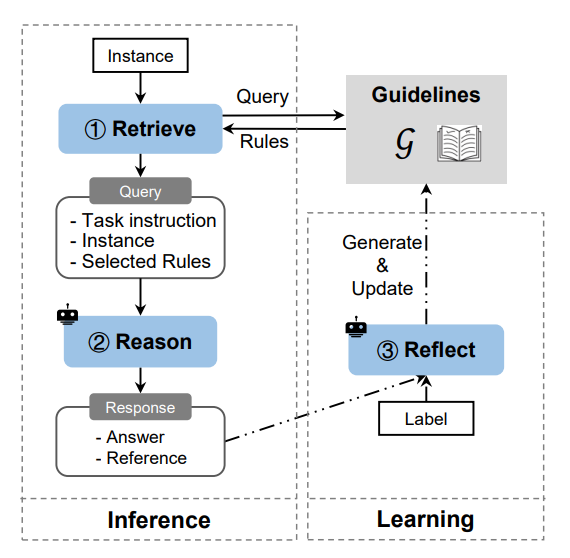 Instance
① Retrieve
Query
Rules
Guidelines
𝒢
Query
- Task instruction
- Instance
- Selected Rules
② Reason
Response
- Answer
- Reference
Inference
Generate
&
Update
③ Reflect
Label
Learning